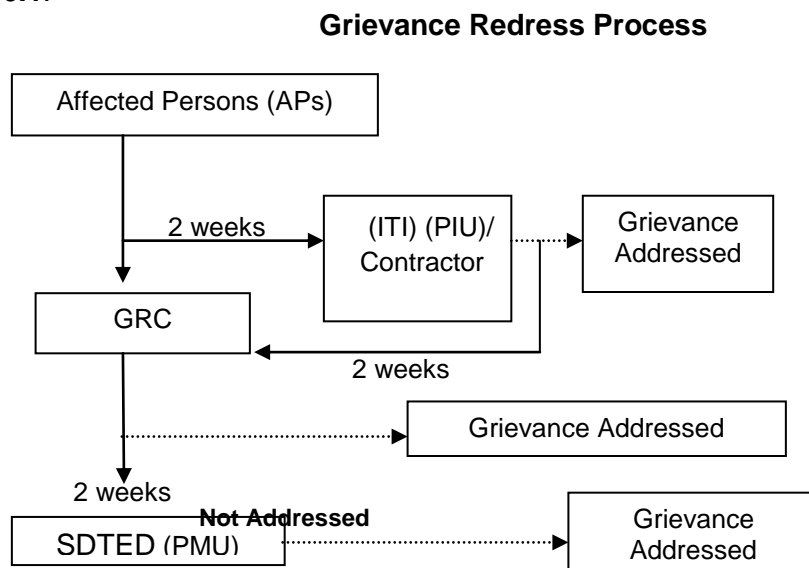 Grievance Redress Process
Affected Persons (APs)
2 weeks
(ITI) (PIU)/
Contractor
Grievance
Addressed
GRC
2 weeks
Grievance Addressed
2 weeks
Not Addressed
SDTED (PMU)
Grievance
Addressed